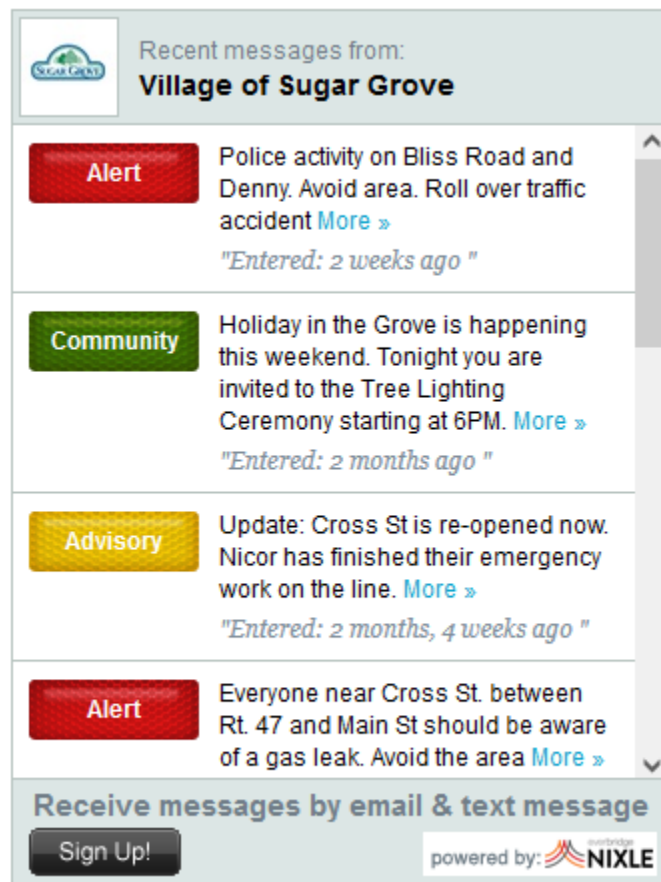 SUGAR GROVE
Recent messages from:
Village of Sugar Grove
Alert
Police activity on Bliss Road and
Denny. Avoid area. Roll over traffic
accident More »
"Entered: 2 weeks ago "
Community
Holiday in the Grove is happening
this weekend. Tonight you are
invited to the Tree Lighting
Ceremony starting at 6PM. More »
"Entered: 2 months ago "
Advisory
Update: Cross St is re-opened now.
Nicor has finished their emergency
work on the line. More »
"Entered: 2 months, 4 weeks ago "
Alert
Everyone near Cross St. between
Rt. 47 and Main St should be aware
of a gas leak. Avoid the area More »
Receive messages by email & text message
Sign Up!
powered by: everbridge
NIXLE